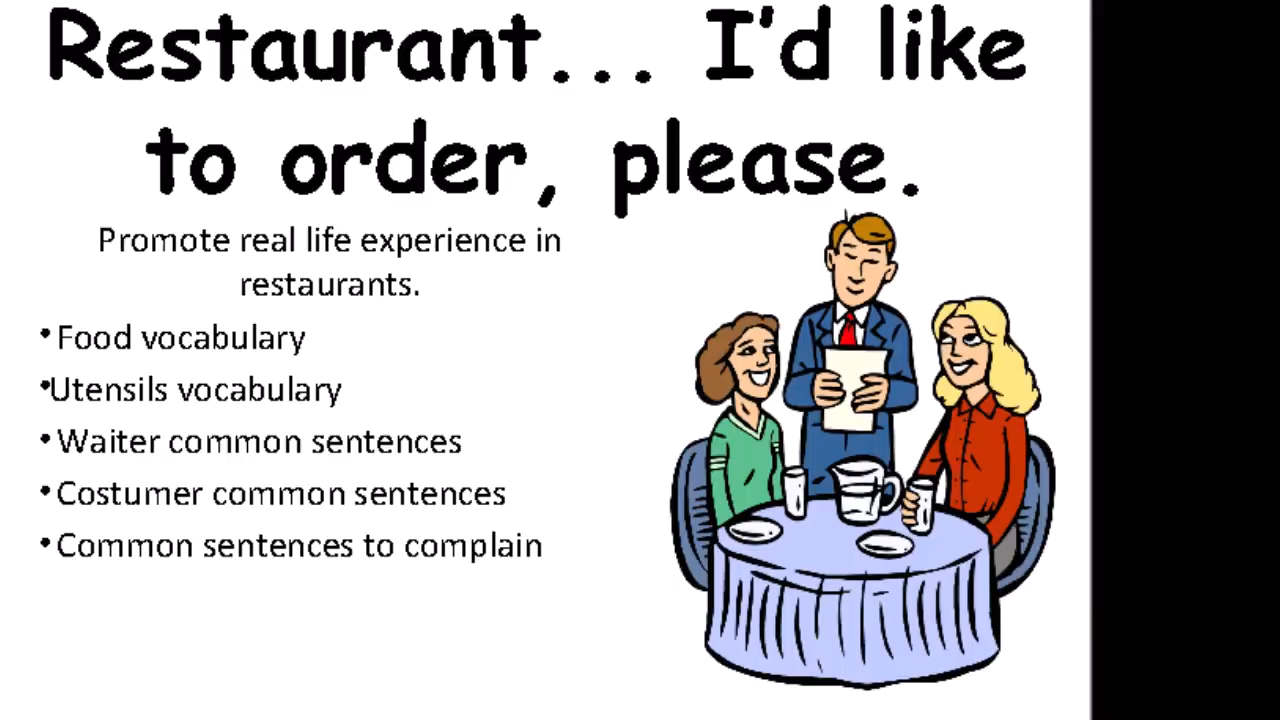 Restaurant... I'd like
to order, please.
Promote real life experience in
restaurants.
•Food vocabulary
•Utensils vocabulary
•Waiter common sentences
•Costumer common sentences
•Common sentences to complain